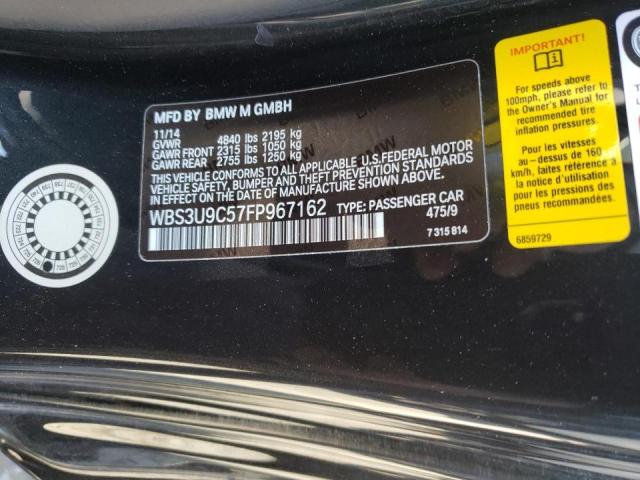 MFD BY BMW M GMBH
11/14
GVWR 4840 lbs 2195 kg
GAWR FRONT 2315 lbs 1050 kg
GAWR REAR 2755 lbs 1250 kg
THIS VEHICLE CONFORMS TO ALL APPLICABLE U.S. FEDERAL MOTOR
VEHICLE SAFETY, BUMPER AND THEFT PREVENTION STANDARDS
IN EFFECT ON THE DATE OF MANUFACTURE SHOWN ABOVE.
WBS3U9C57FP967162 TYPE: PASSENGER CAR
475/9
7 315 814
IMPORTANT!
For speeds above
100mph, please refer to
the Owner's Manual for
recommended tire
inflation pressures.
Pour les vitesses au-
dessus de 160
km/h, faites référence
à la notice d'utilisation
pour les pressions des
pneus recommandées.
6859729